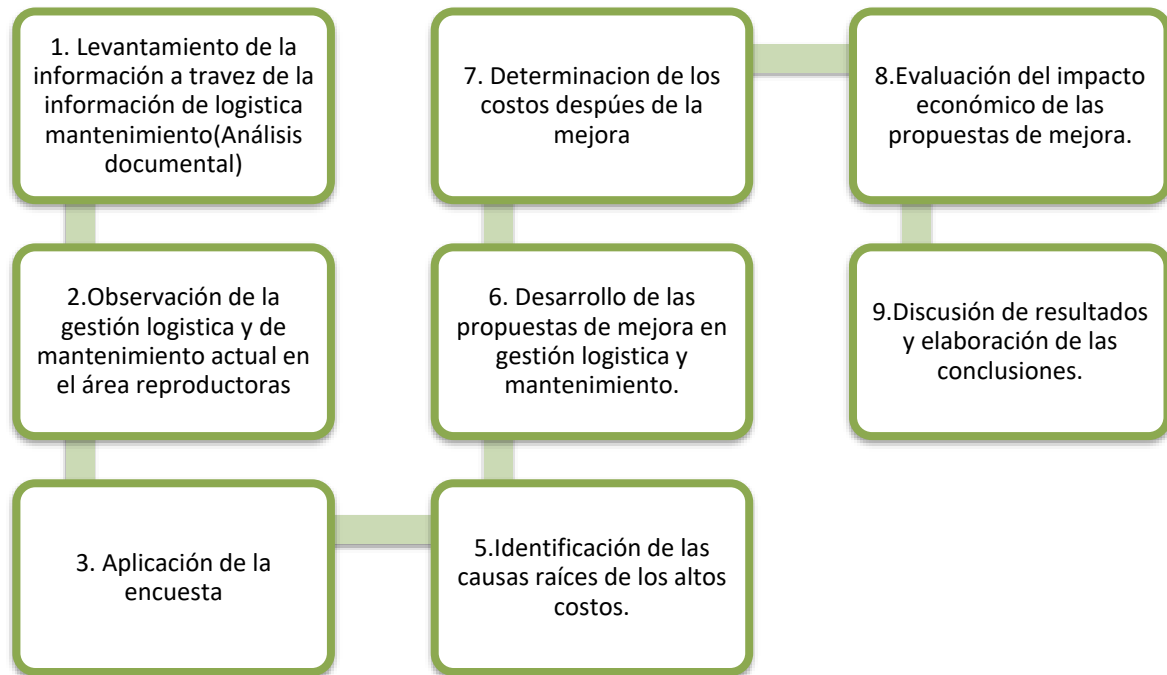 1. Levantamiento de la
información a travez de la
información de logistica
mantenimiento(Análisis
documental)
2.Observación de la
gestión logistica y de
mantenimiento actual en
el área reproductoras
3. Aplicación de la
encuesta
5.Identificación de las
causas raíces de los altos
costos.
6. Desarrollo de las
propuestas de mejora en
gestión logistica y
mantenimiento.
7. Determinacion de los
costos despúes de la
mejora
8.Evaluación del impacto
económico de las
propuestas de mejora.
9.Discusión de resultados
y elaboración de las
conclusiones.